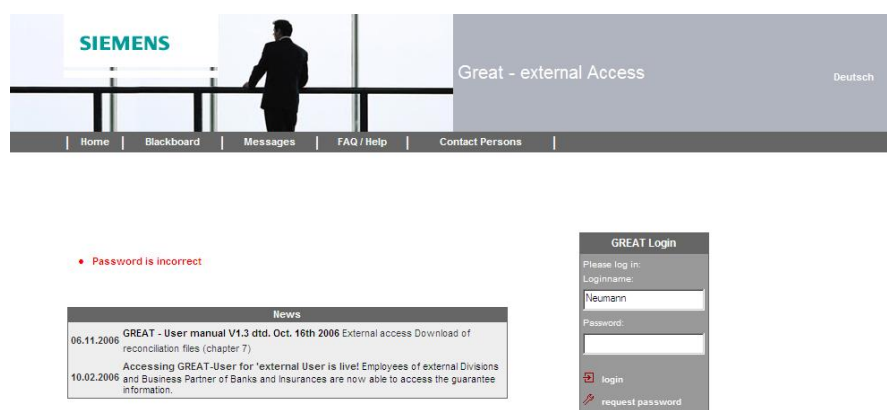 SIEMENS
Great - external Access
Deutsch
Home | Blackboard | Messages | FAQ / Help | Contact Persons |
GREAT Login
• Password is incorrect
Please log in:
Loginname:
Neumann
Password:
login
request password
News
06.11.2006 GREAT - User manual V1.3 dtd. Oct. 16th 2006 External access Download of
reconciliation files (chapter 7)
10.02.2006 Accessing GREAT-User for 'external User is live! Employees of external Divisions
and Business Partner of Banks and Insurances are now able to access the guarantee
information.